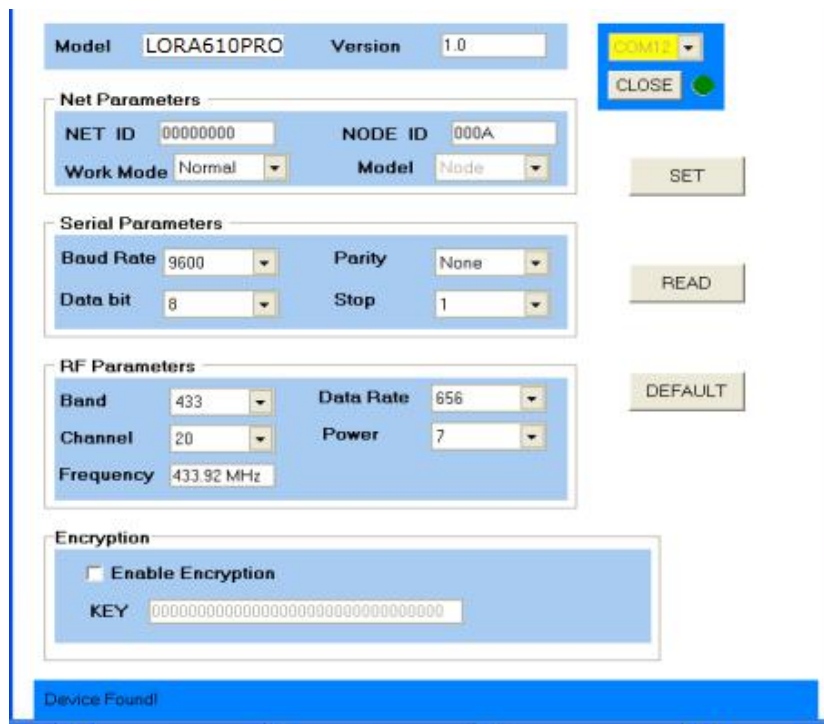 Model LORA610PRO Version 1.0
COM12
CLOSE
Net Parameters
NET ID 00000000 NODE ID 000A
Work Mode Normal Model Node
SET
Serial Parameters
Baud Rate 9600 Parity None
Data bit 8 Stop 1
READ
RF Parameters
Band 433 Data Rate 656
Channel 20 Power 7
Frequency 433.92 MHz
DEFAULT
Encryption
Enable Encryption
KEY 00000000000000000000000000000000
Device Found!